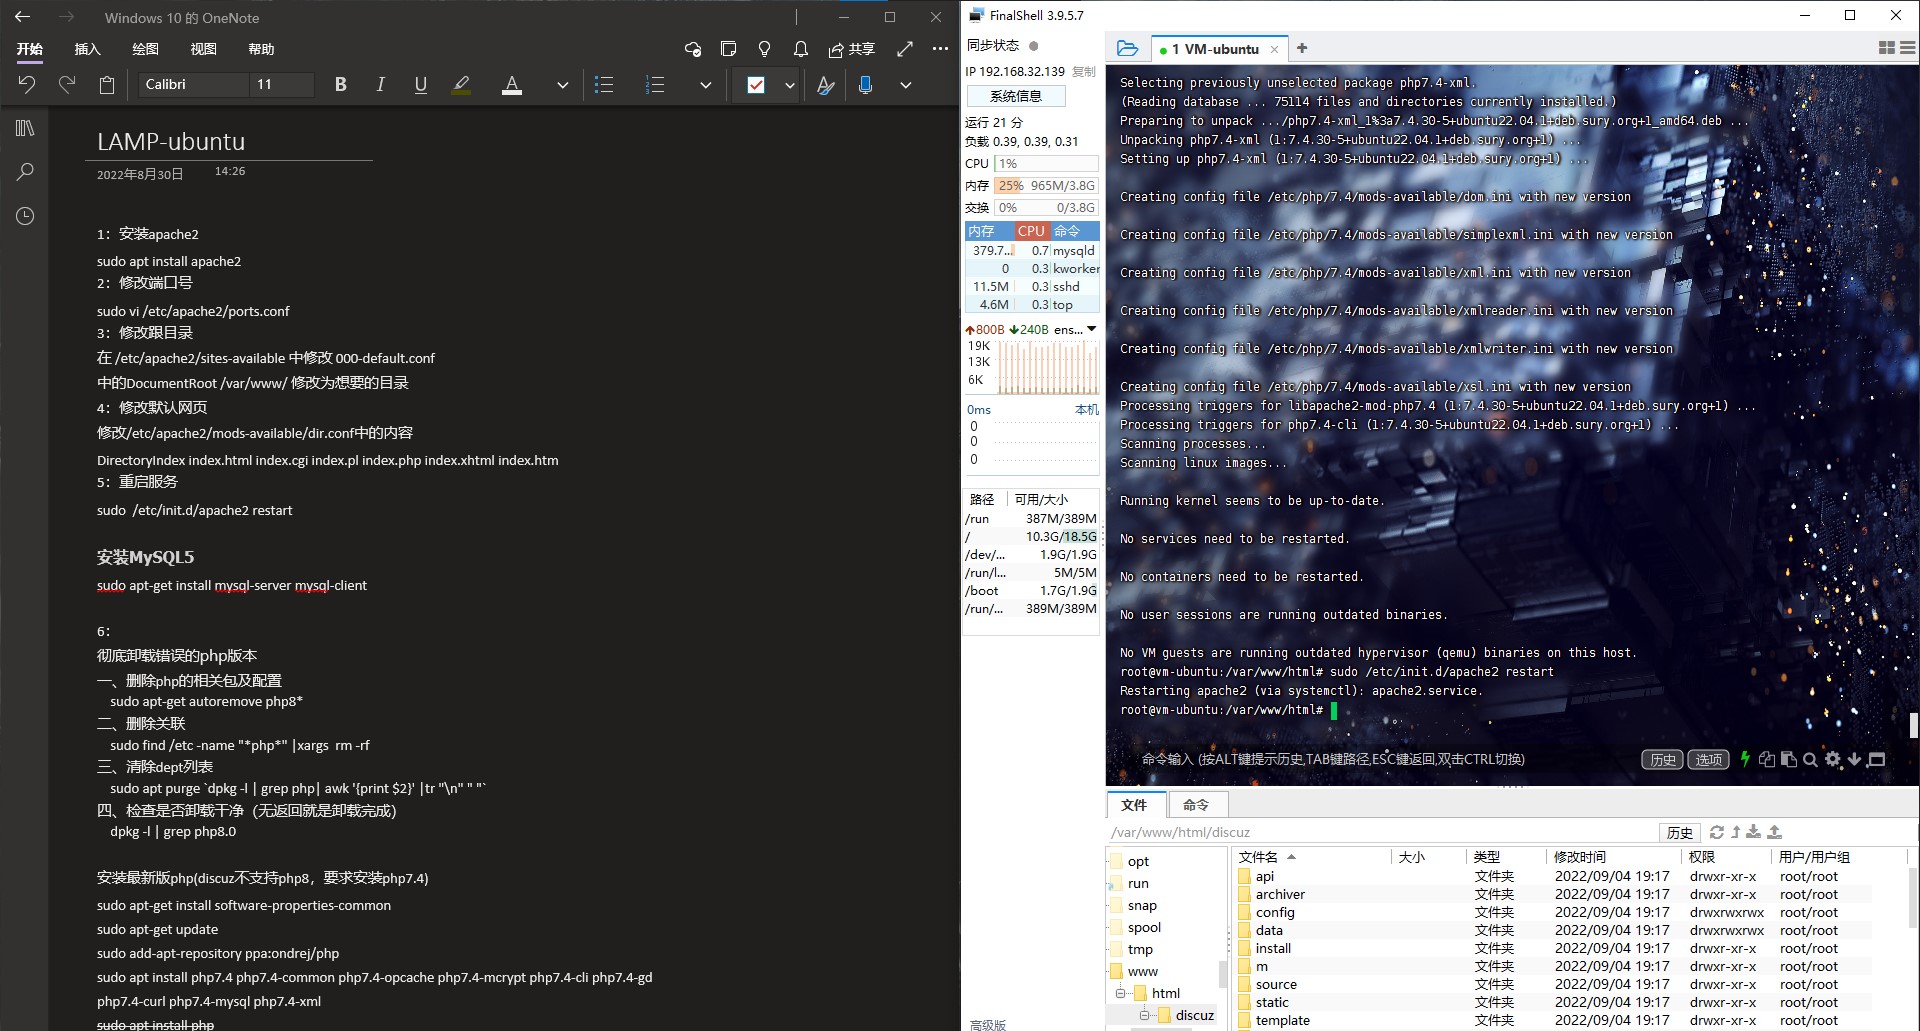 Windows 10 的 OneNote
开始 插入 绘图 视图 帮助 共享
Calibri 11 B I U A
LAMP-ubuntu
2022年8月30日 14:26
1：安装apache2
sudo apt install apache2
2：修改端口号
sudo vi /etc/apache2/ports.conf
3：修改跟目录
在 /etc/apache2/sites-available 中修改 000-default.conf
中的DocumentRoot /var/www/ 修改为想要的目录
4：修改默认网页
修改/etc/apache2/mods-available/dir.conf中的内容
DirectoryIndex index.html index.cgi index.pl index.php index.xhtml index.htm
5：重启服务
sudo  /etc/init.d/apache2 restart
安装MySQL5
sudo apt-get install mysql-server mysql-client
6：
彻底卸载错误的php版本
一、删除php的相关包及配置
sudo apt-get autoremove php8*
二、删除关联
sudo find /etc -name "*php*" |xargs  rm -rf
三、清除dept列表
sudo apt purge `dpkg -l | grep php| awk '{print $2}' |tr "\n" " "`
四、检查是否卸载干净（无返回就是卸载完成）
dpkg -l | grep php8.0
安装最新版php(discuz不支持php8，要求安装php7.4)
sudo apt-get install software-properties-common
sudo apt-get update
sudo add-apt-repository ppa:ondrej/php
sudo apt install php7.4 php7.4-common php7.4-opcache php7.4-mcrypt php7.4-cli php7.4-gd
php7.4-curl php7.4-mysql php7.4-xml
sudo apt install php
FinalShell 3.9.5.7
同步状态
IP 192.168.32.139 复制
系统信息
运行 21 分
负载 0.39, 0.39, 0.31
CPU 1%
内存 25% 965M/3.8G
交换 0% 0/3.8G
内存 CPU 命令
379.7... 0.7 mysqld
0 0.3 kworker
11.5M 0.3 sshd
4.6M 0.3 top
800B 240B ens...
19K
13K
6K
0ms 本机
0
0
0
路径 可用/大小
/run 387M/389M
/ 10.3G/18.5G
/dev/... 1.9G/1.9G
/run/l... 5M/5M
/boot 1.7G/1.9G
/run/... 389M/389M
高级版
1 VM-ubuntu
Selecting previously unselected package php7.4-xml.
(Reading database ... 75114 files and directories currently installed.)
Preparing to unpack .../php7.4-xml_1%3a7.4.30-5+ubuntu22.04.1+deb.sury.org+1_amd64.deb ...
Unpacking php7.4-xml (1:7.4.30-5+ubuntu22.04.1+deb.sury.org+1) ...
Setting up php7.4-xml (1:7.4.30-5+ubuntu22.04.1+deb.sury.org+1) ...
Creating config file /etc/php/7.4/mods-available/dom.ini with new version
Creating config file /etc/php/7.4/mods-available/simplexml.ini with new version
Creating config file /etc/php/7.4/mods-available/xml.ini with new version
Creating config file /etc/php/7.4/mods-available/xmlreader.ini with new version
Creating config file /etc/php/7.4/mods-available/xmlwriter.ini with new version
Creating config file /etc/php/7.4/mods-available/xsl.ini with new version
Processing triggers for libapache2-mod-php7.4 (1:7.4.30-5+ubuntu22.04.1+deb.sury.org+1) ...
Processing triggers for php7.4-cli (1:7.4.30-5+ubuntu22.04.1+deb.sury.org+1) ...
Scanning processes...
Scanning linux images...
Running kernel seems to be up-to-date.
No services need to be restarted.
No containers need to be restarted.
No user sessions are running outdated binaries.
No VM guests are running outdated hypervisor (qemu) binaries on this host.
root@vm-ubuntu:/var/www/html# sudo /etc/init.d/apache2 restart
Restarting apache2 (via systemctl): apache2.service.
root@vm-ubuntu:/var/www/html#
命令输入 (按ALT键提示历史,TAB键路径,ESC键返回,双击CTRL切换) 历史 选项
文件 命令
/var/www/html/discuz 历史
opt
run
snap
spool
tmp
www
html
discuz
文件名 大小 类型 修改时间 权限 用户/用户组
api 文件夹 2022/09/04 19:17 drwxr-xr-x root/root
archiver 文件夹 2022/09/04 19:17 drwxr-xr-x root/root
config 文件夹 2022/09/04 19:17 drwxrwxrwx root/root
data 文件夹 2022/09/04 19:17 drwxrwxrwx root/root
install 文件夹 2022/09/04 19:17 drwxr-xr-x root/root
m 文件夹 2022/09/04 19:17 drwxr-xr-x root/root
source 文件夹 2022/09/04 19:17 drwxr-xr-x root/root
static 文件夹 2022/09/04 19:17 drwxr-xr-x root/root
template 文件夹 2022/09/04 19:17 drwxr-xr-x root/root